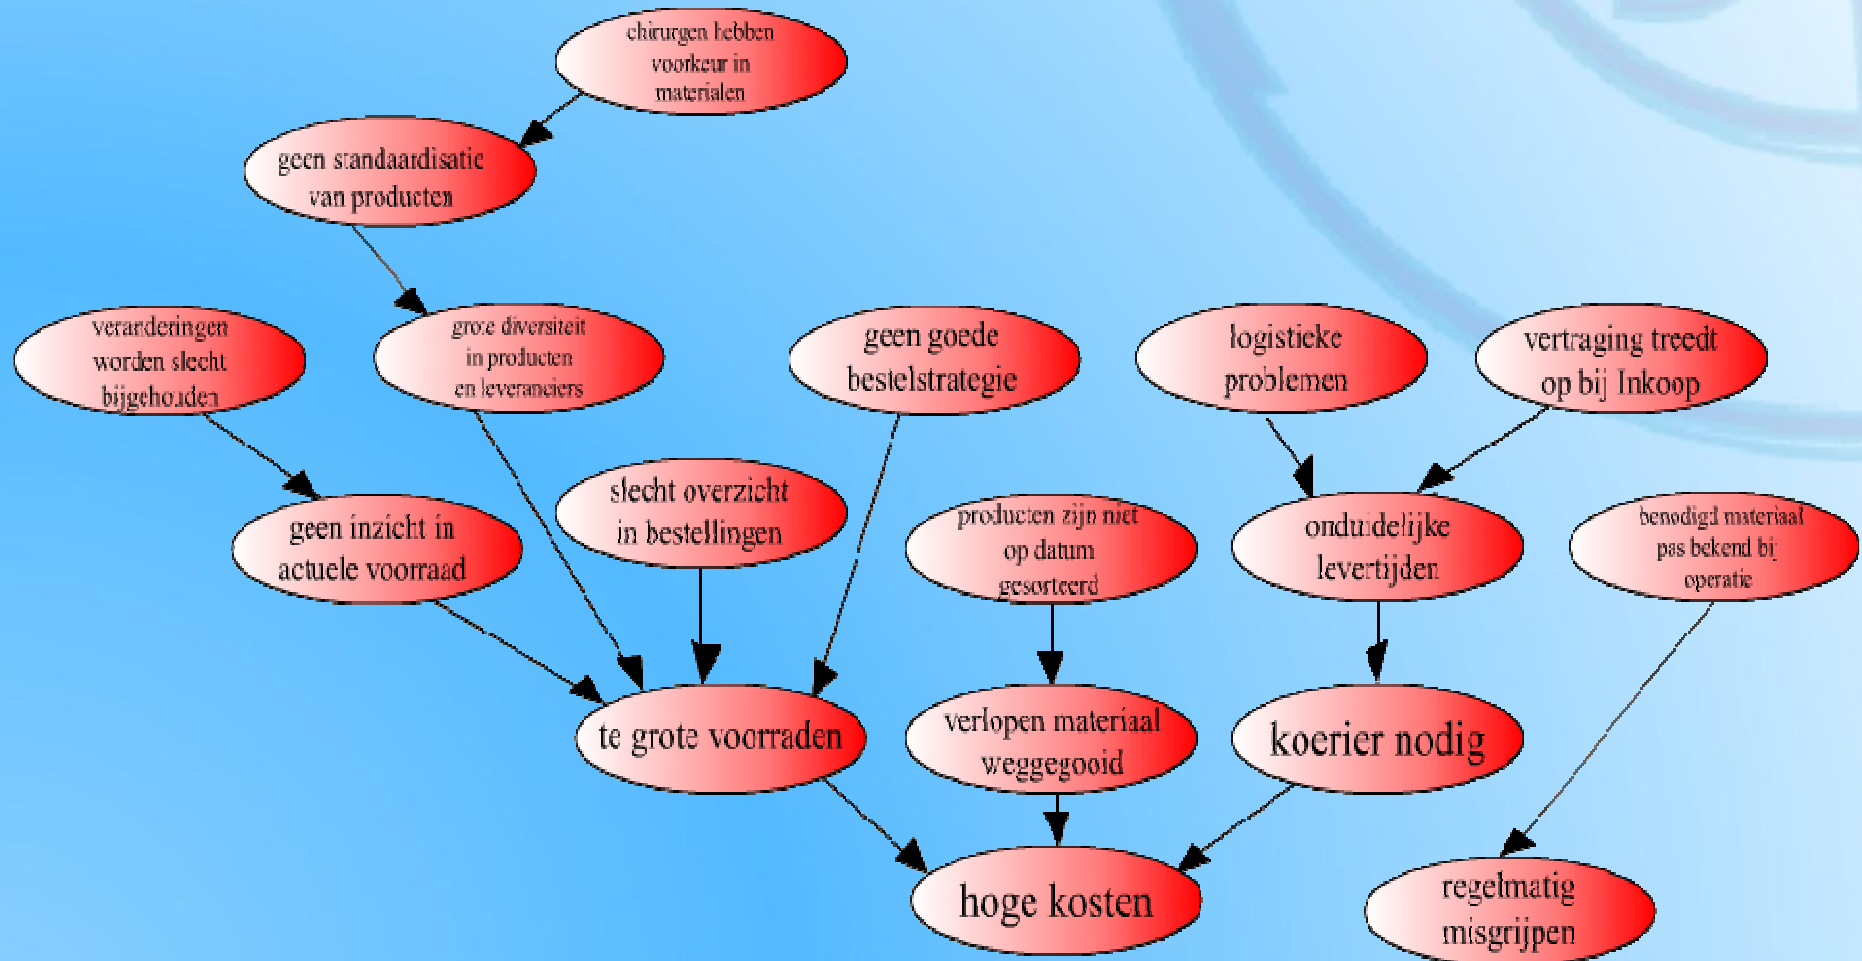 chirurgen hebben
voorkeur in
materialen
geen standaardisatie
van producten
veranderingen
worden slecht
bijgehouden
grote diversiteit
in producten
en leveranciers
geen goede
bestelstrategie
logistieke
problemen
vertraging treedt
op bij Inkoop
geen inzicht in
actuele voorraad
slecht overzicht
in bestellingen
producten zijn niet
op datum
gesorteerd
onduidelijke
levertijden
benodigd materiaal
pas bekend bij
operatie
te grote voorraden
verlopen materiaal
weggegooid
koerier nodig
hoge kosten
regelmatig
misgrijpen